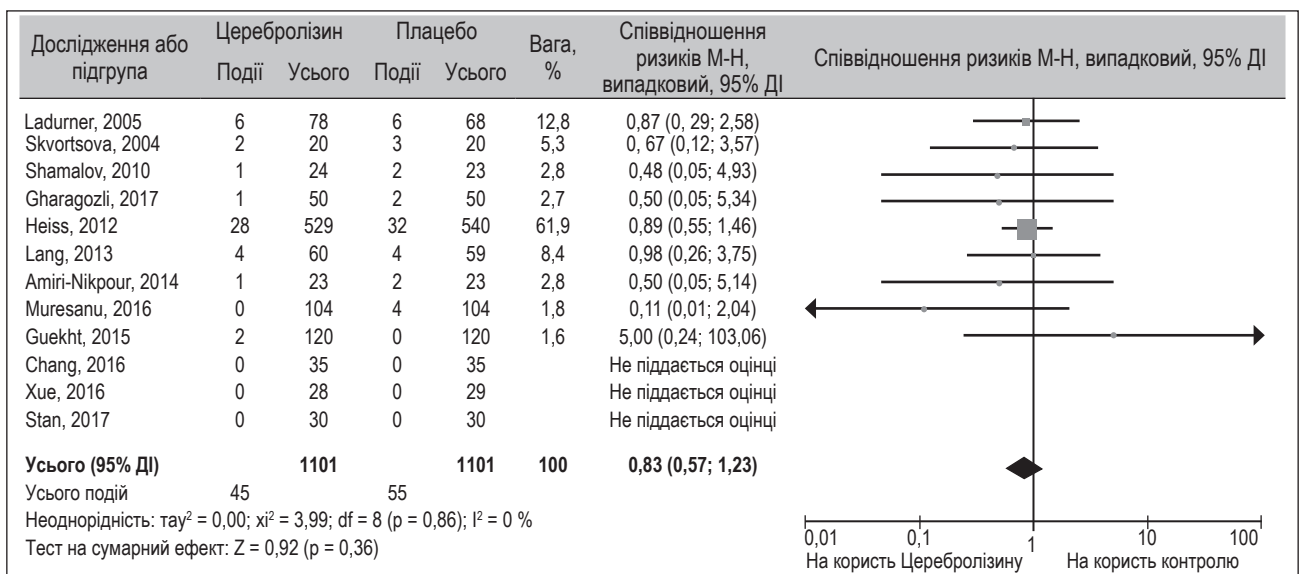 Дослідження або підгрупа Церебролізин Плацебо Вага, % Співвідношення ризиків М-Н, випадковий, 95% ДІ Співвідношення ризиків М-Н, випадковий, 95% ДІ
Події Усього Події Усього
Ladurner, 2005 6 78 6 68 12,8 0,87 (0, 29; 2,58)
Skvortsova, 2004 2 20 3 20 5,3 0, 67 (0,12; 3,57)
Shamalov, 2010 1 24 2 23 2,8 0,48 (0,05; 4,93)
Gharagozli, 2017 1 50 2 50 2,7 0,50 (0,05; 5,34)
Heiss, 2012 28 529 32 540 61,9 0,89 (0,55; 1,46)
Lang, 2013 4 60 4 59 8,4 0,98 (0,26; 3,75)
Amiri-Nikpour, 2014 1 23 2 23 2,8 0,50 (0,05; 5,14)
Muresanu, 2016 0 104 4 104 1,8 0,11 (0,01; 2,04)
Guekht, 2015 2 120 0 120 1,6 5,00 (0,24; 103,06)
Chang, 2016 0 35 0 35 Не піддається оцінці
Xue, 2016 0 28 0 29 Не піддається оцінці
Stan, 2017 0 30 0 30 Не піддається оцінці
Усього (95% ДІ) 1101 1101 100 0,83 (0,57; 1,23)
Усього подій 45 55
Неоднорідність: тау² = 0,00; хі² = 3,99; df = 8 (p = 0,86); I² = 0 %
Тест на сумарний ефект: Z = 0,92 (p = 0,36)
0,01 0,1 1 10 100
На користь Церебролізину На користь контролю